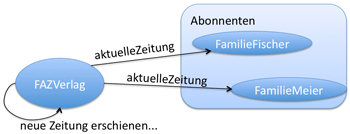 Abonnenten
aktuelleZeitung
FamilieFischer
FAZVerlag
aktuelleZeitung
FamilieMeier
neue Zeitung erschienen...